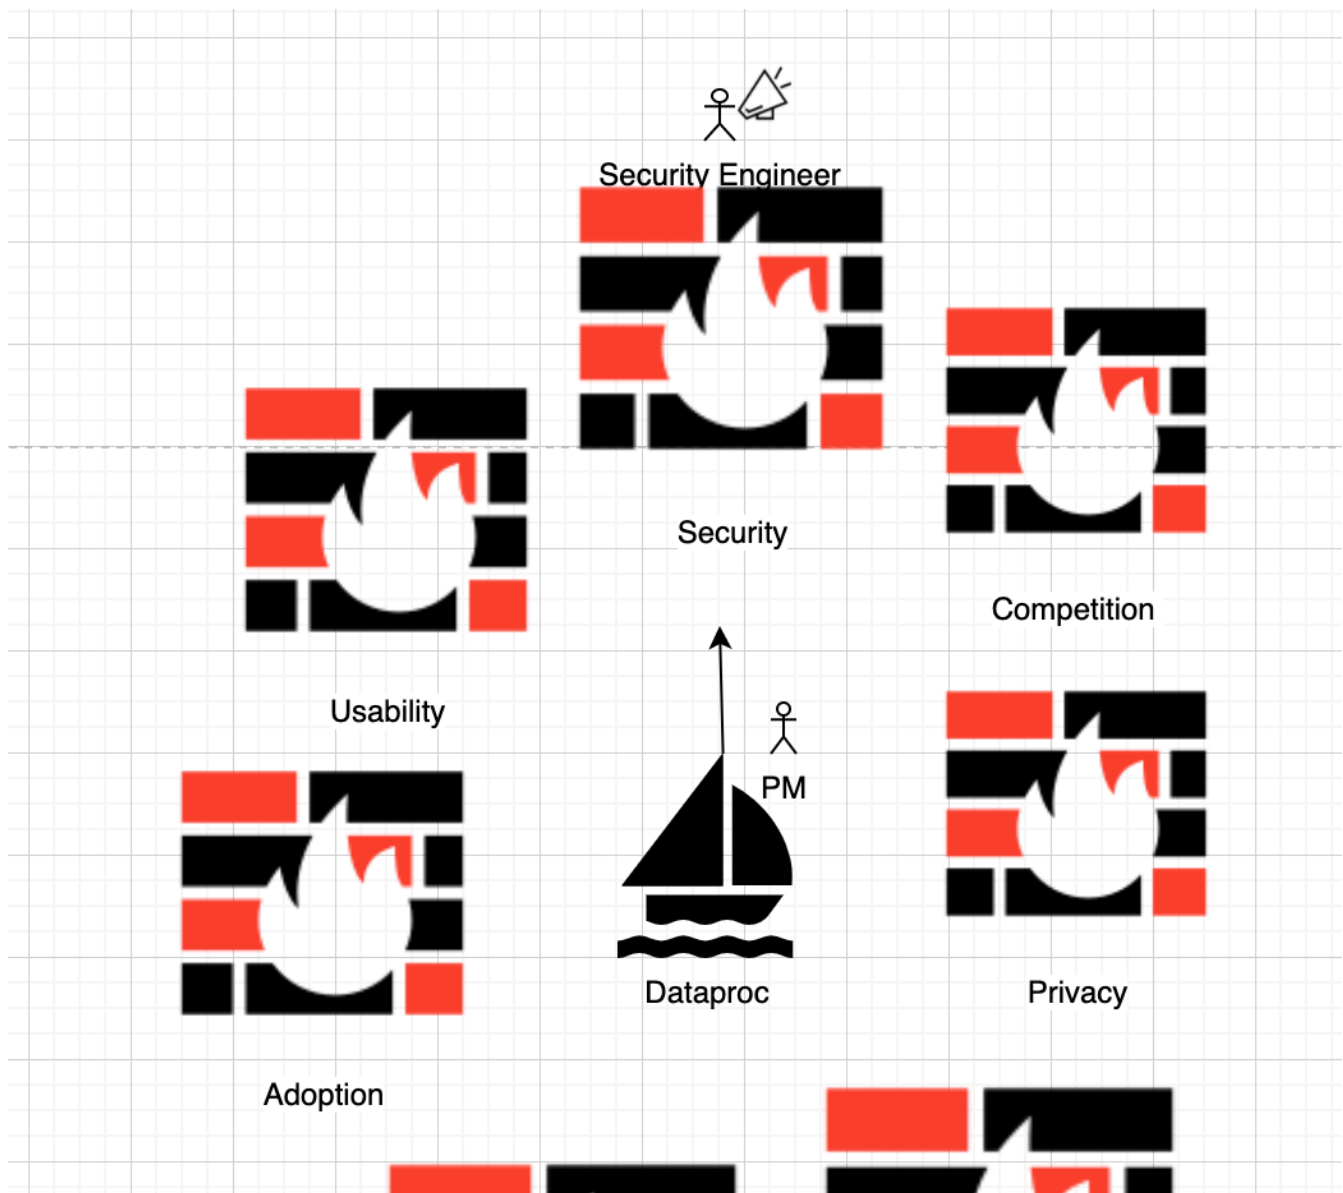 Security Engineer
Security
Competition
Usability
PM
Dataproc
Privacy
Adoption